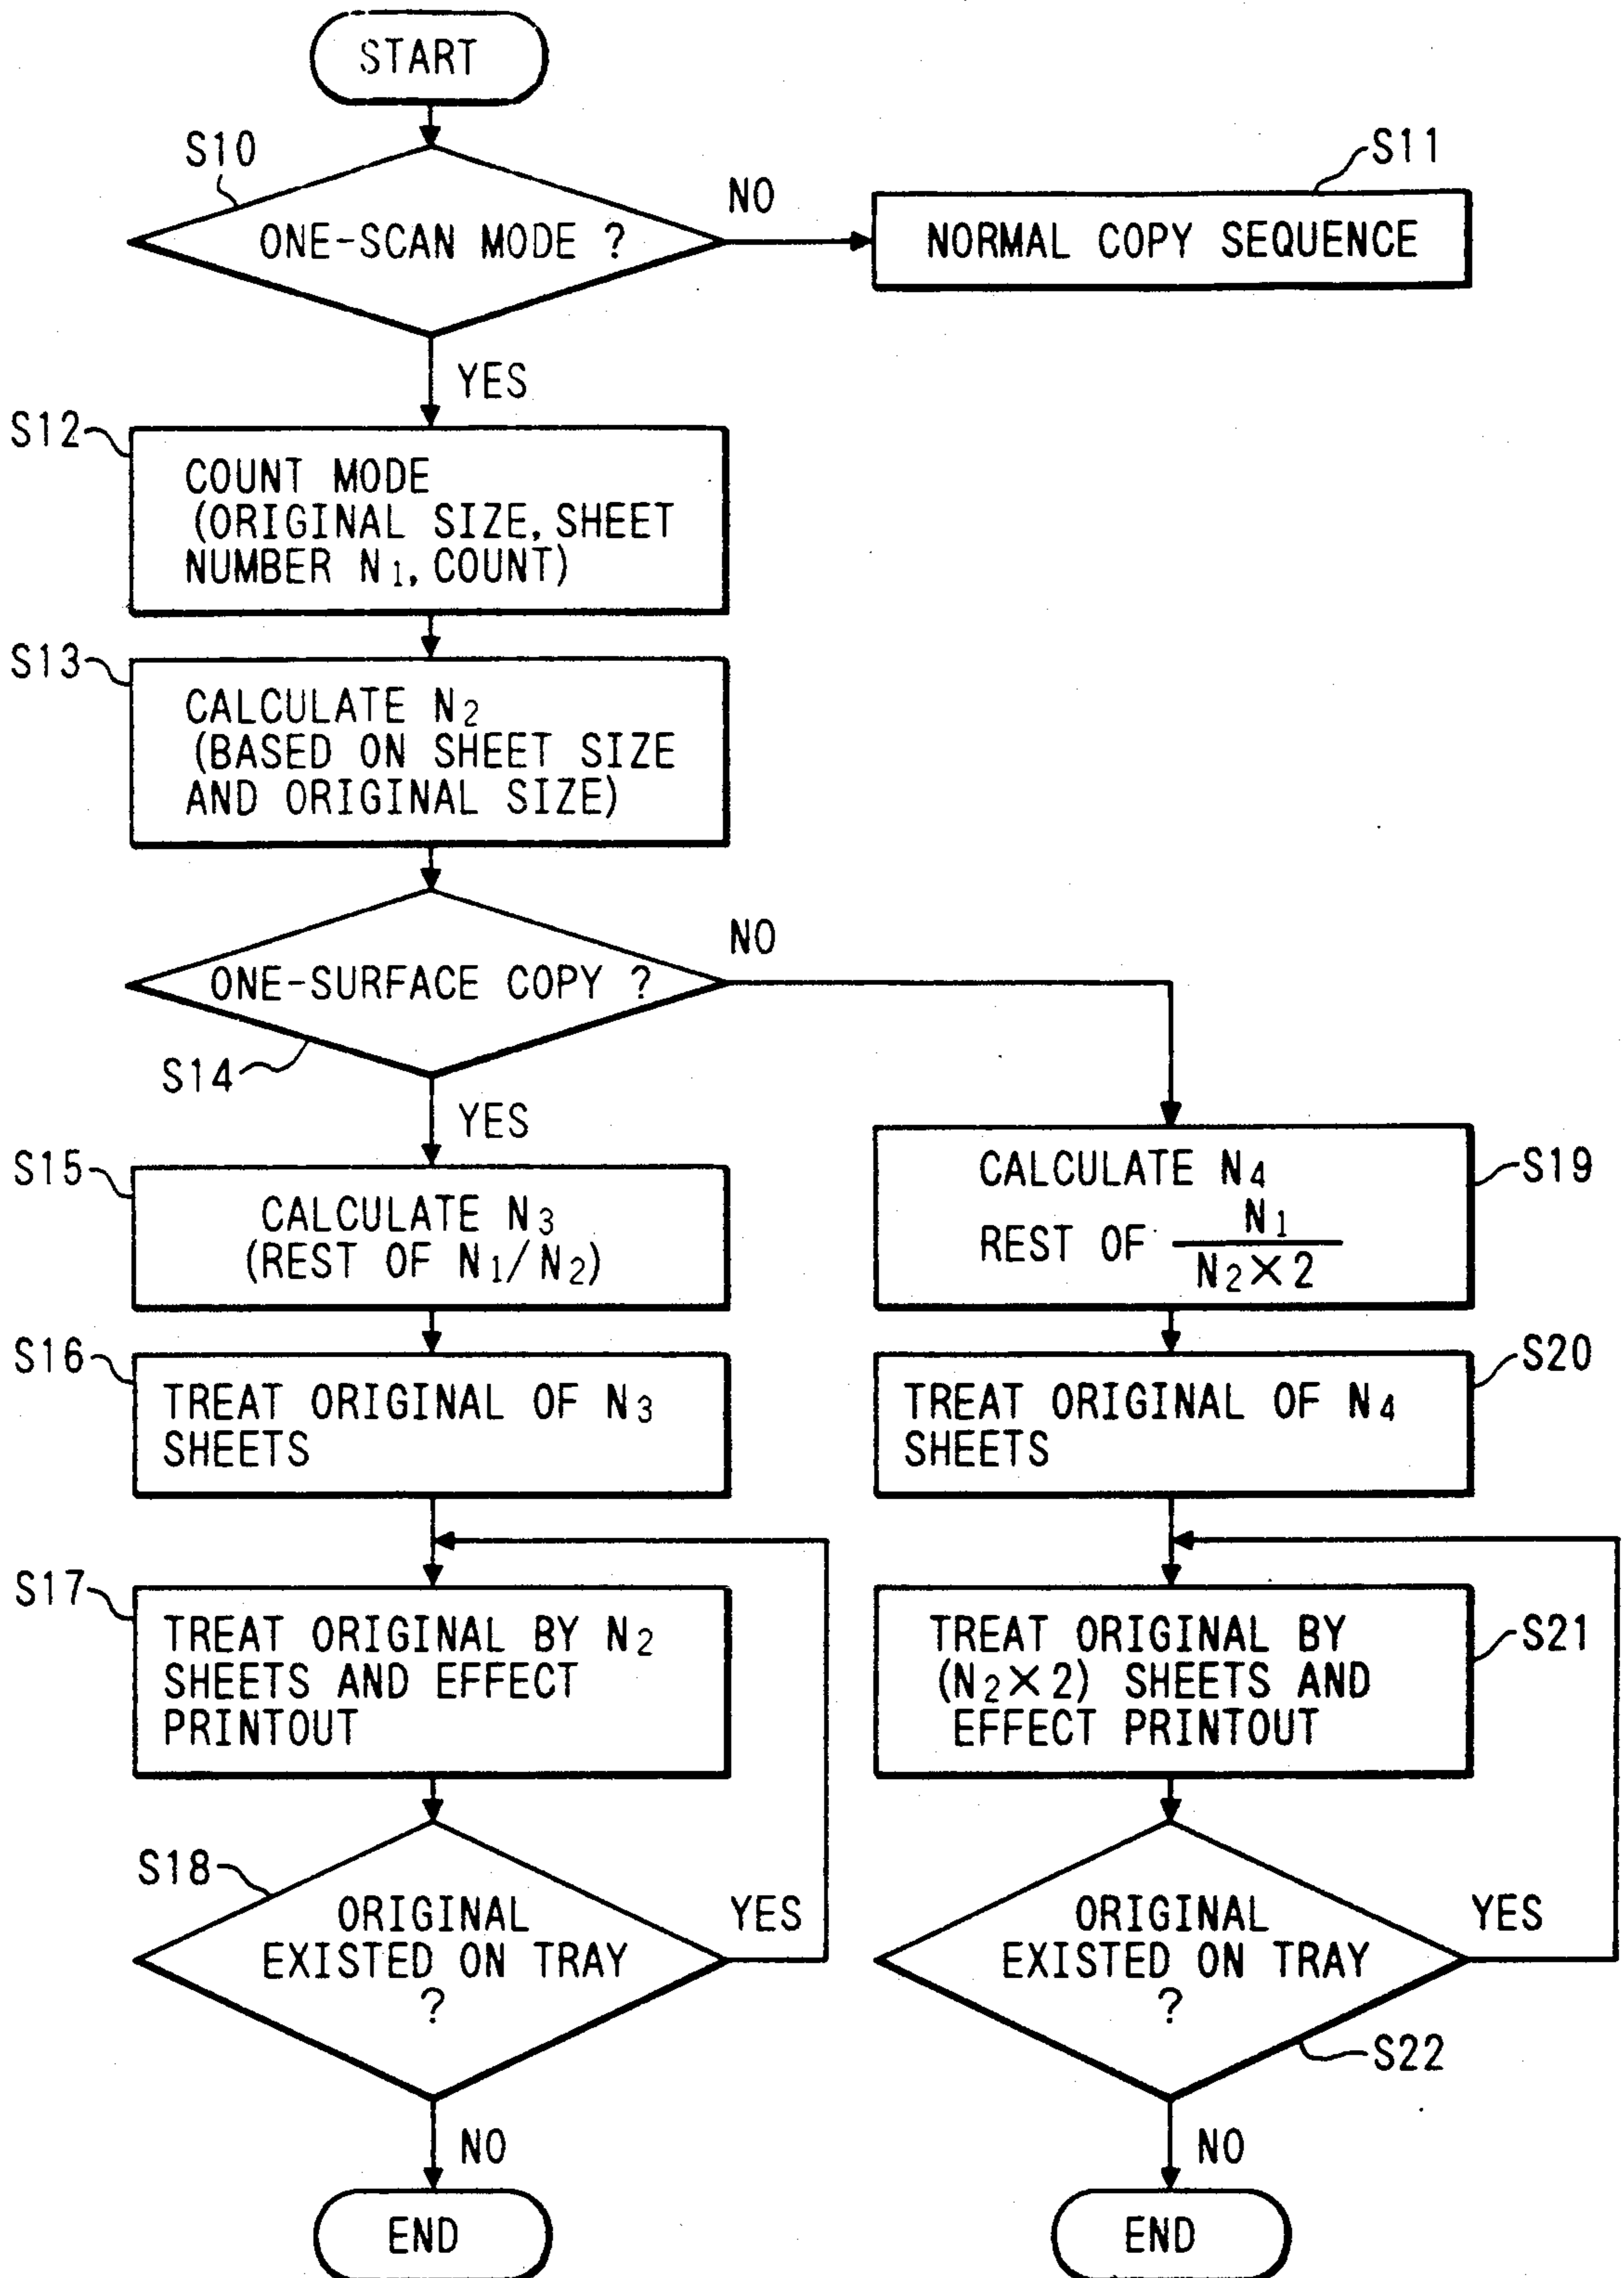 START
S10
ONE-SCAN MODE ?
NO
S11
NORMAL COPY SEQUENCE
YES
S12
COUNT MODE
(ORIGINAL SIZE, SHEET
NUMBER N1, COUNT)
S13
CALCULATE N2
(BASED ON SHEET SIZE
AND ORIGINAL SIZE)
ONE-SURFACE COPY ?
NO
S14
YES
S15
CALCULATE N3
(REST OF N1/N2)
S19
CALCULATE N4
REST OF N1
N2×2
S16
TREAT ORIGINAL OF N3
SHEETS
S20
TREAT ORIGINAL OF N4
SHEETS
S17
TREAT ORIGINAL BY N2
SHEETS AND EFFECT
PRINTOUT
S21
TREAT ORIGINAL BY
(N2×2) SHEETS AND
EFFECT PRINTOUT
S18
ORIGINAL
EXISTED ON TRAY
?
YES
NO
END
ORIGINAL
EXISTED ON TRAY
?
YES
S22
NO
END